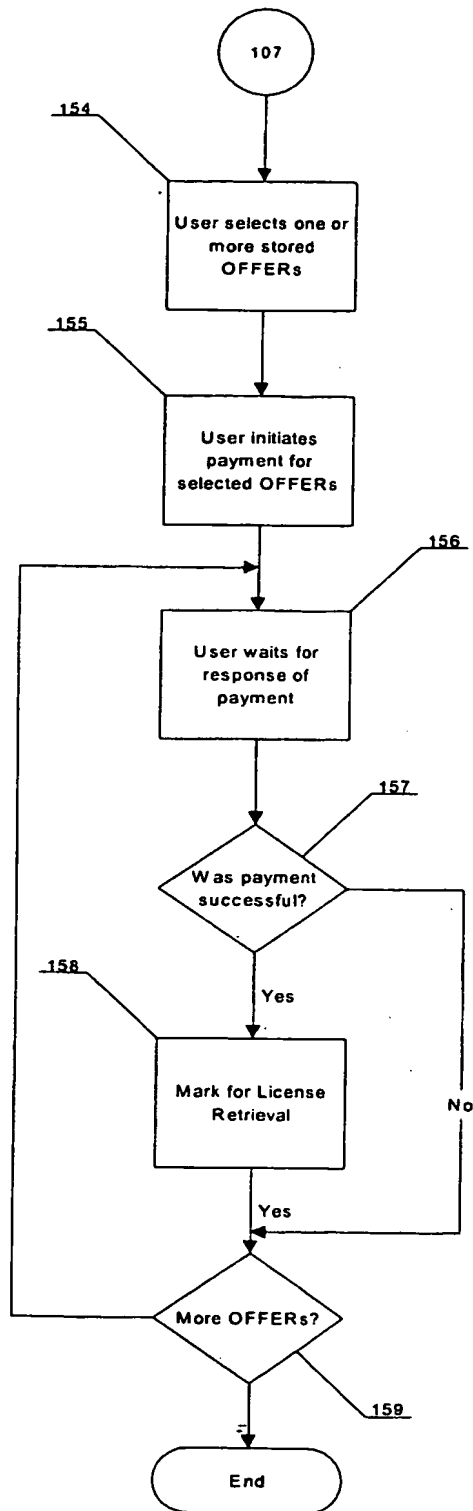 107
154
User selects one or
more stored
OFFERs
155
User initiates
payment for
selected OFFERs
156
User waits for
response of
payment
157
Was payment
successful?
158
Yes
Mark for License
Retrieval
No
Yes
More OFFERs?
159
End